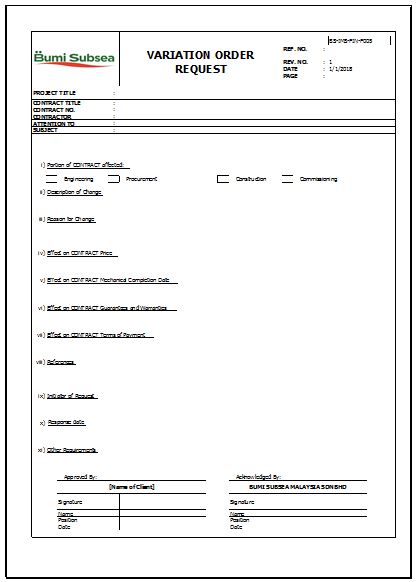 Bumi Subsea
VARIATION ORDER
REQUEST
REF. NO. :
REV. NO. : 1
DATE : 1/1/2018
PAGE :
PROJECT TITLE :
CONTRACT TITLE :
CONTRACT NO. :
CONTRACTOR :
ATTENTION TO :
SUBJECT :
i) Portion of CONTRACT affected:
Engineering Procurement Construction Commissioning
ii) Description of Change
iii) Reason for Change
iv) Effect on CONTRACT Price
v) Effect on CONTRACT Mechanical Completion Date
vi) Effect on CONTRACT Guarantees and Warranties
vii) Effect on CONTRACT Terms of Payment
viii) References
ix) Initiator of Request
x) Response date
xi) Other Requirements
Approved By: Acknowledged By:
[Name of Client] BUMI SUBSEA MALAYSIA SDN BHD
Signature Signature
Name Name
Position Position
Date Date